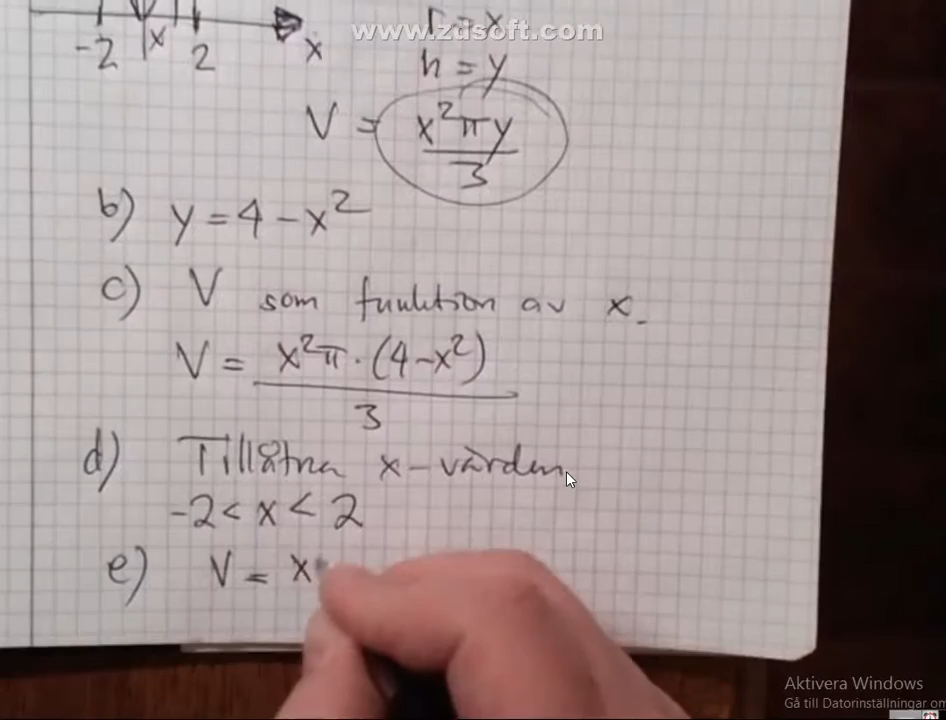 -2 x 2 x
r = x
www.zdsoft.com
h = y
V = x²πy / 3
b) y = 4 - x²
c) V som funktion av x.
V = x²π · (4-x²) / 3
d) Tillåtna x-värden
-2 < x < 2
e) V = x
Aktivera Windows
Gå till Datorinställningar